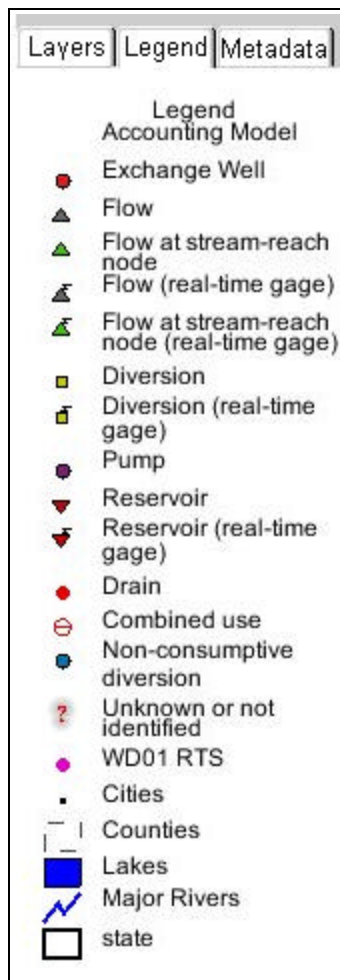 Layers Legend Metadata
Legend
Accounting Model
Exchange Well
Flow
Flow at stream-reach
node
Flow (real-time gage)
Flow at stream-reach
node (real-time gage)
Diversion
Diversion (real-time
gage)
Pump
Reservoir
Reservoir (real-time
gage)
Drain
Combined use
Non-consumptive
diversion
? Unknown or not
identified
WD01 RTS
Cities
Counties
Lakes
Major Rivers
state